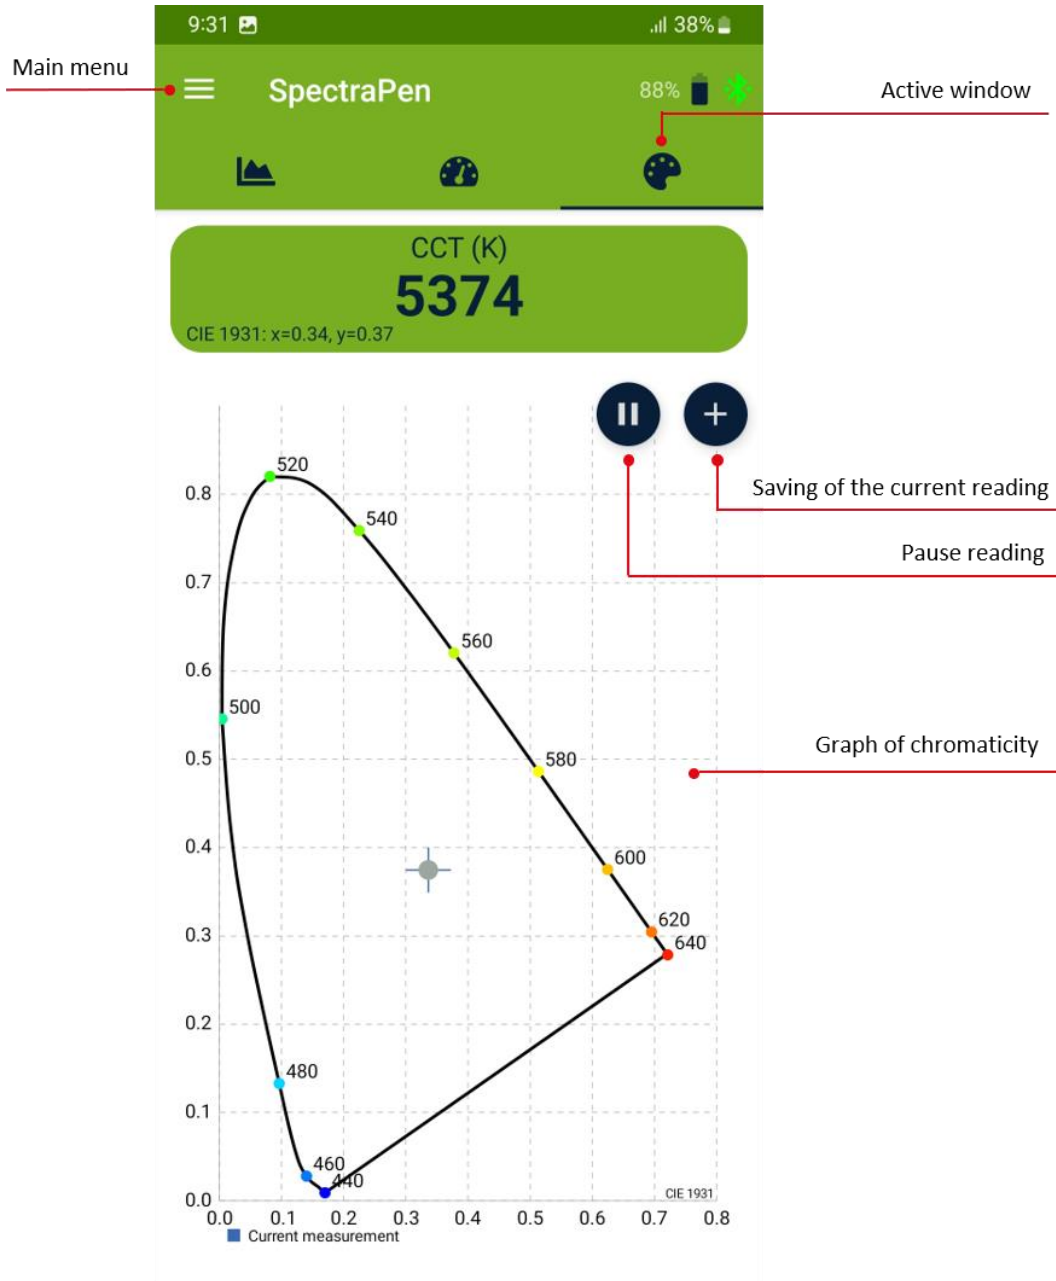 9:31
38%
Main menu
SpectraPen
88%
Active window
CCT (K)
5374
CIE 1931: x=0.34, y=0.37
Saving of the current reading
Pause reading
Graph of chromaticity
0.8
0.7
0.6
0.5
0.4
0.3
0.2
0.1
0.0
520
540
560
500
580
600
620
640
480
460
440
CIE 1931
0.0 0.1 0.2 0.3 0.4 0.5 0.6 0.7 0.8
Current measurement